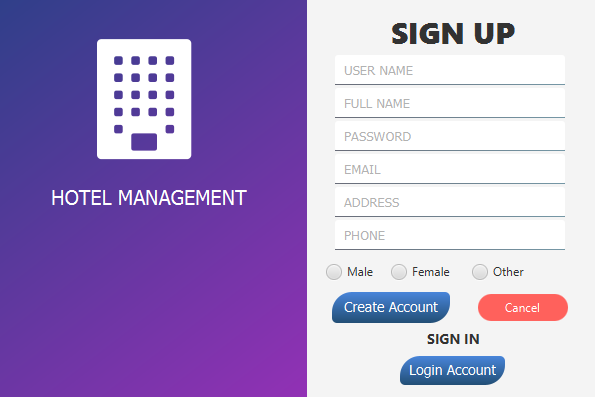 HOTEL MANAGEMENT
SIGN UP
USER NAME
FULL NAME
PASSWORD
EMAIL
ADDRESS
PHONE
Male Female Other
Create Account Cancel
SIGN IN
Login Account